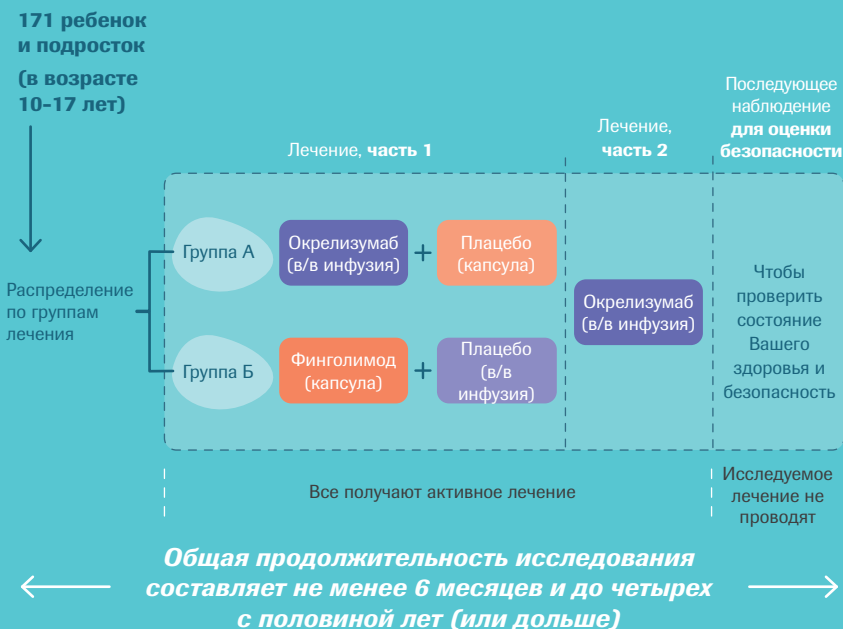 171 ребенок
и подросток
(в возрасте
10-17 лет)
Распределение
по группам
лечения
Лечение, часть 1
Лечение,
часть 2
Последующее
наблюдение
для оценки
безопасности
Группа А
Окрелизумаб
(в/в инфузия)
+
Плацебо
(капсула)
Группа Б
Финголимод
(капсула)
+
Плацебо
(в/в
инфузия)
Окрелизумаб
(в/в инфузия)
Чтобы
проверить
состояние
Вашего
здоровья и
безопасность
Все получают активное лечение
Исследуемое
лечение не
проводят
Общая продолжительность исследования
составляет не менее 6 месяцев и до четырех
с половиной лет (или дольше)